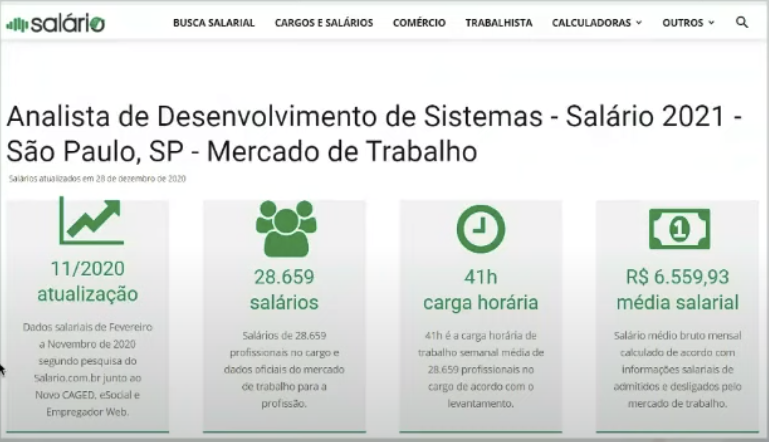 salário
BUSCA SALARIAL CARGOS E SALÁRIOS COMÉRCIO TRABALHISTA CALCULADORAS OUTROS
Analista de Desenvolvimento de Sistemas - Salário 2021 -
São Paulo, SP - Mercado de Trabalho
Salários atualizados em 28 de dezembro de 2020
11/2020
atualização
Dados salariais de Fevereiro
a Novembro de 2020
segundo pesquisa do
Salario.com.br junto ao
Novo CAGED, eSocial e
Empregador Web.
28.659
salários
Salários de 28.659
profissionais no cargo e
dados oficiais do mercado
de trabalho para a
profissão.
41h
carga horária
41h é a carga horária de
trabalho semanal média de
28.659 profissionais no
cargo de acordo com o
levantamento.
1
R$ 6.559,93
média salarial
Salário médio bruto mensal
calculado de acordo com
informações salariais de
admitidos e desligados pelo
mercado de trabalho.